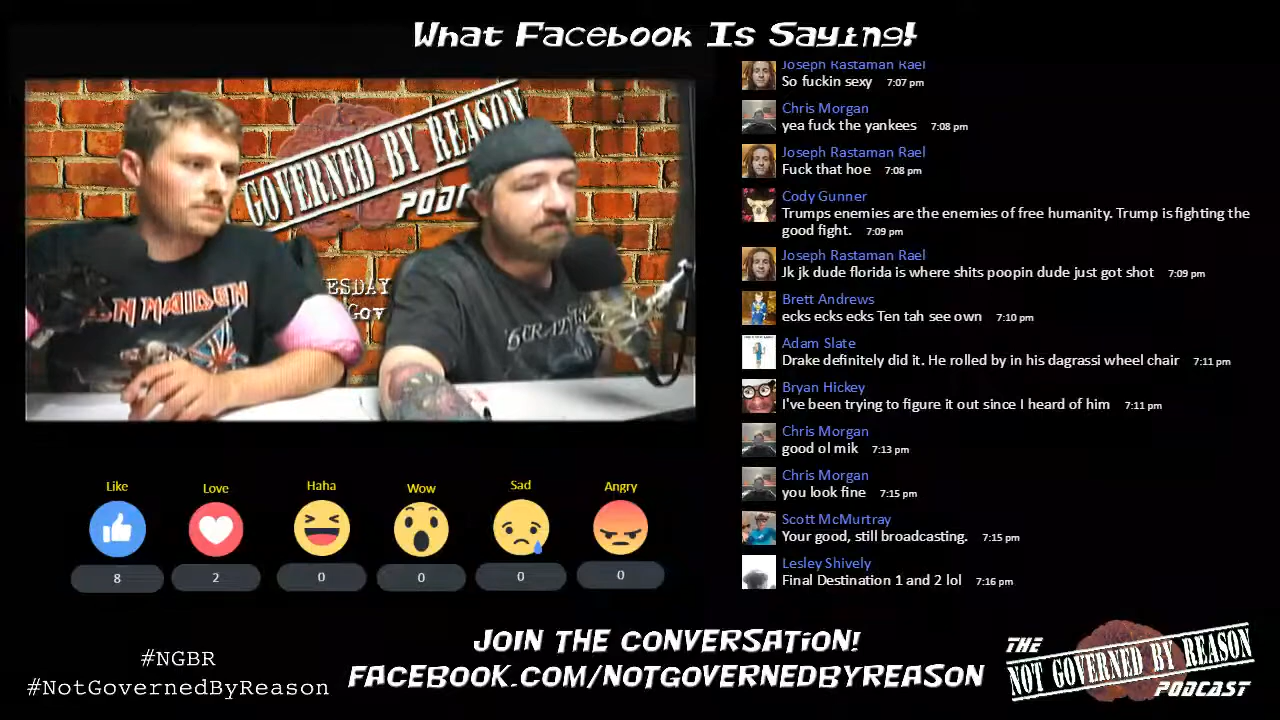 What Facebook Is Saying!
GOVERNED BY REASON
ESDAY
Gov
Joseph Rastaman Rael
So fuckin sexy 7:07 pm
Chris Morgan
yea fuck the yankees 7:08 pm
Joseph Rastaman Rael
Fuck that hoe 7:08 pm
Cody Gunner
Trumps enemies are the enemies of free humanity. Trump is fighting the
good fight. 7:09 pm
Joseph Rastaman Rael
Jk jk dude florida is where shits poopin dude just got shot 7:09 pm
Brett Andrews
ecks ecks ecks Ten tah see own 7:10 pm
Adam Slate
Drake definitely did it. He rolled by in his dagrassi wheel chair 7:11 pm
Bryan Hickey
I've been trying to figure it out since I heard of him 7:11 pm
Chris Morgan
good ol mik 7:13 pm
Chris Morgan
you look fine 7:15 pm
Scott McMurtray
Your good, still broadcasting. 7:15 pm
Lesley Shively
Final Destination 1 and 2 lol 7:16 pm
Like Love Haha Wow Sad Angry
8 2 0 0 0 0
#NGBR
#NotGovernedByReason
JOIN THE CONVERSATION!
FACEBOOK.COM/NOTGOVERNEDBYREASON
THE
NOT GOVERNED BY REASON
PODCAST